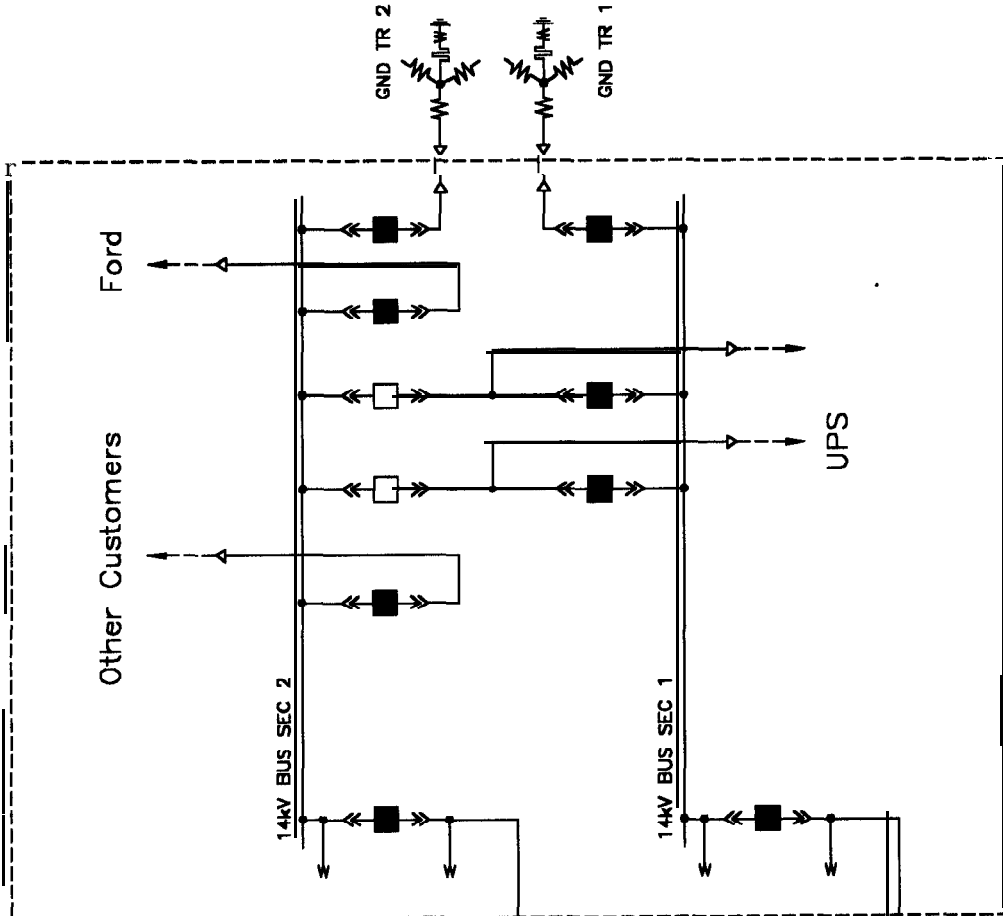 GND TR 2
GND TR 1
Ford
Other Customers
UPS
14kV BUS SEC 2
14kV BUS SEC 1